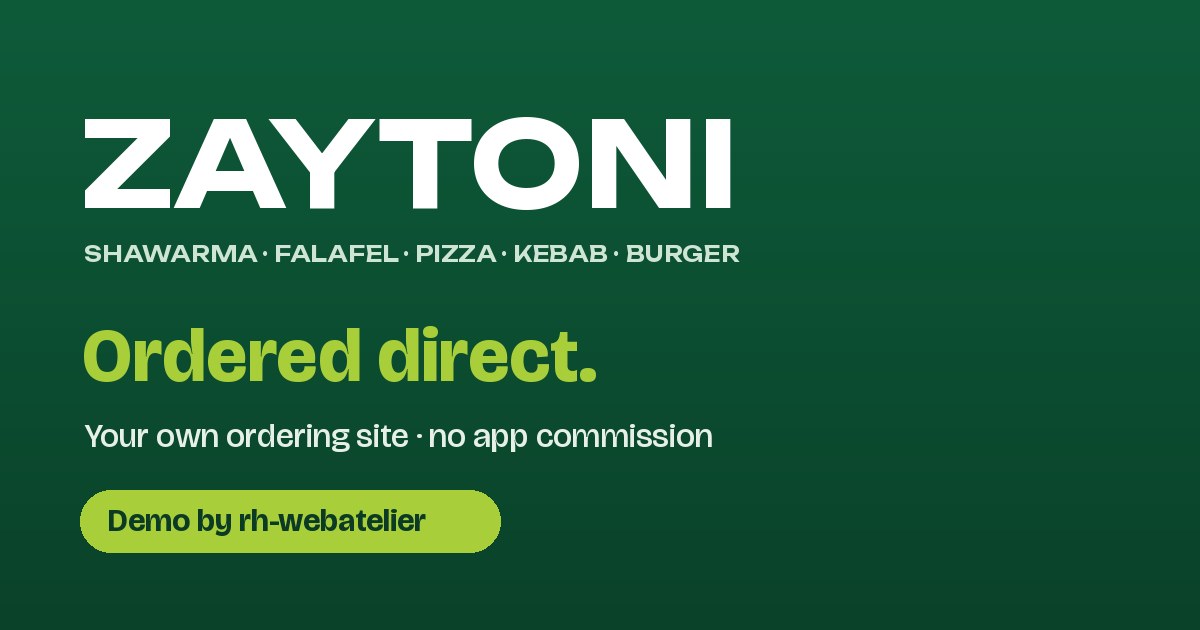 ZAYTONI
SHAWARMA · FALAFEL · PIZZA · KEBAB · BURGER
Ordered direct.
Your own ordering site · no app commission
Demo by rh-webatelier